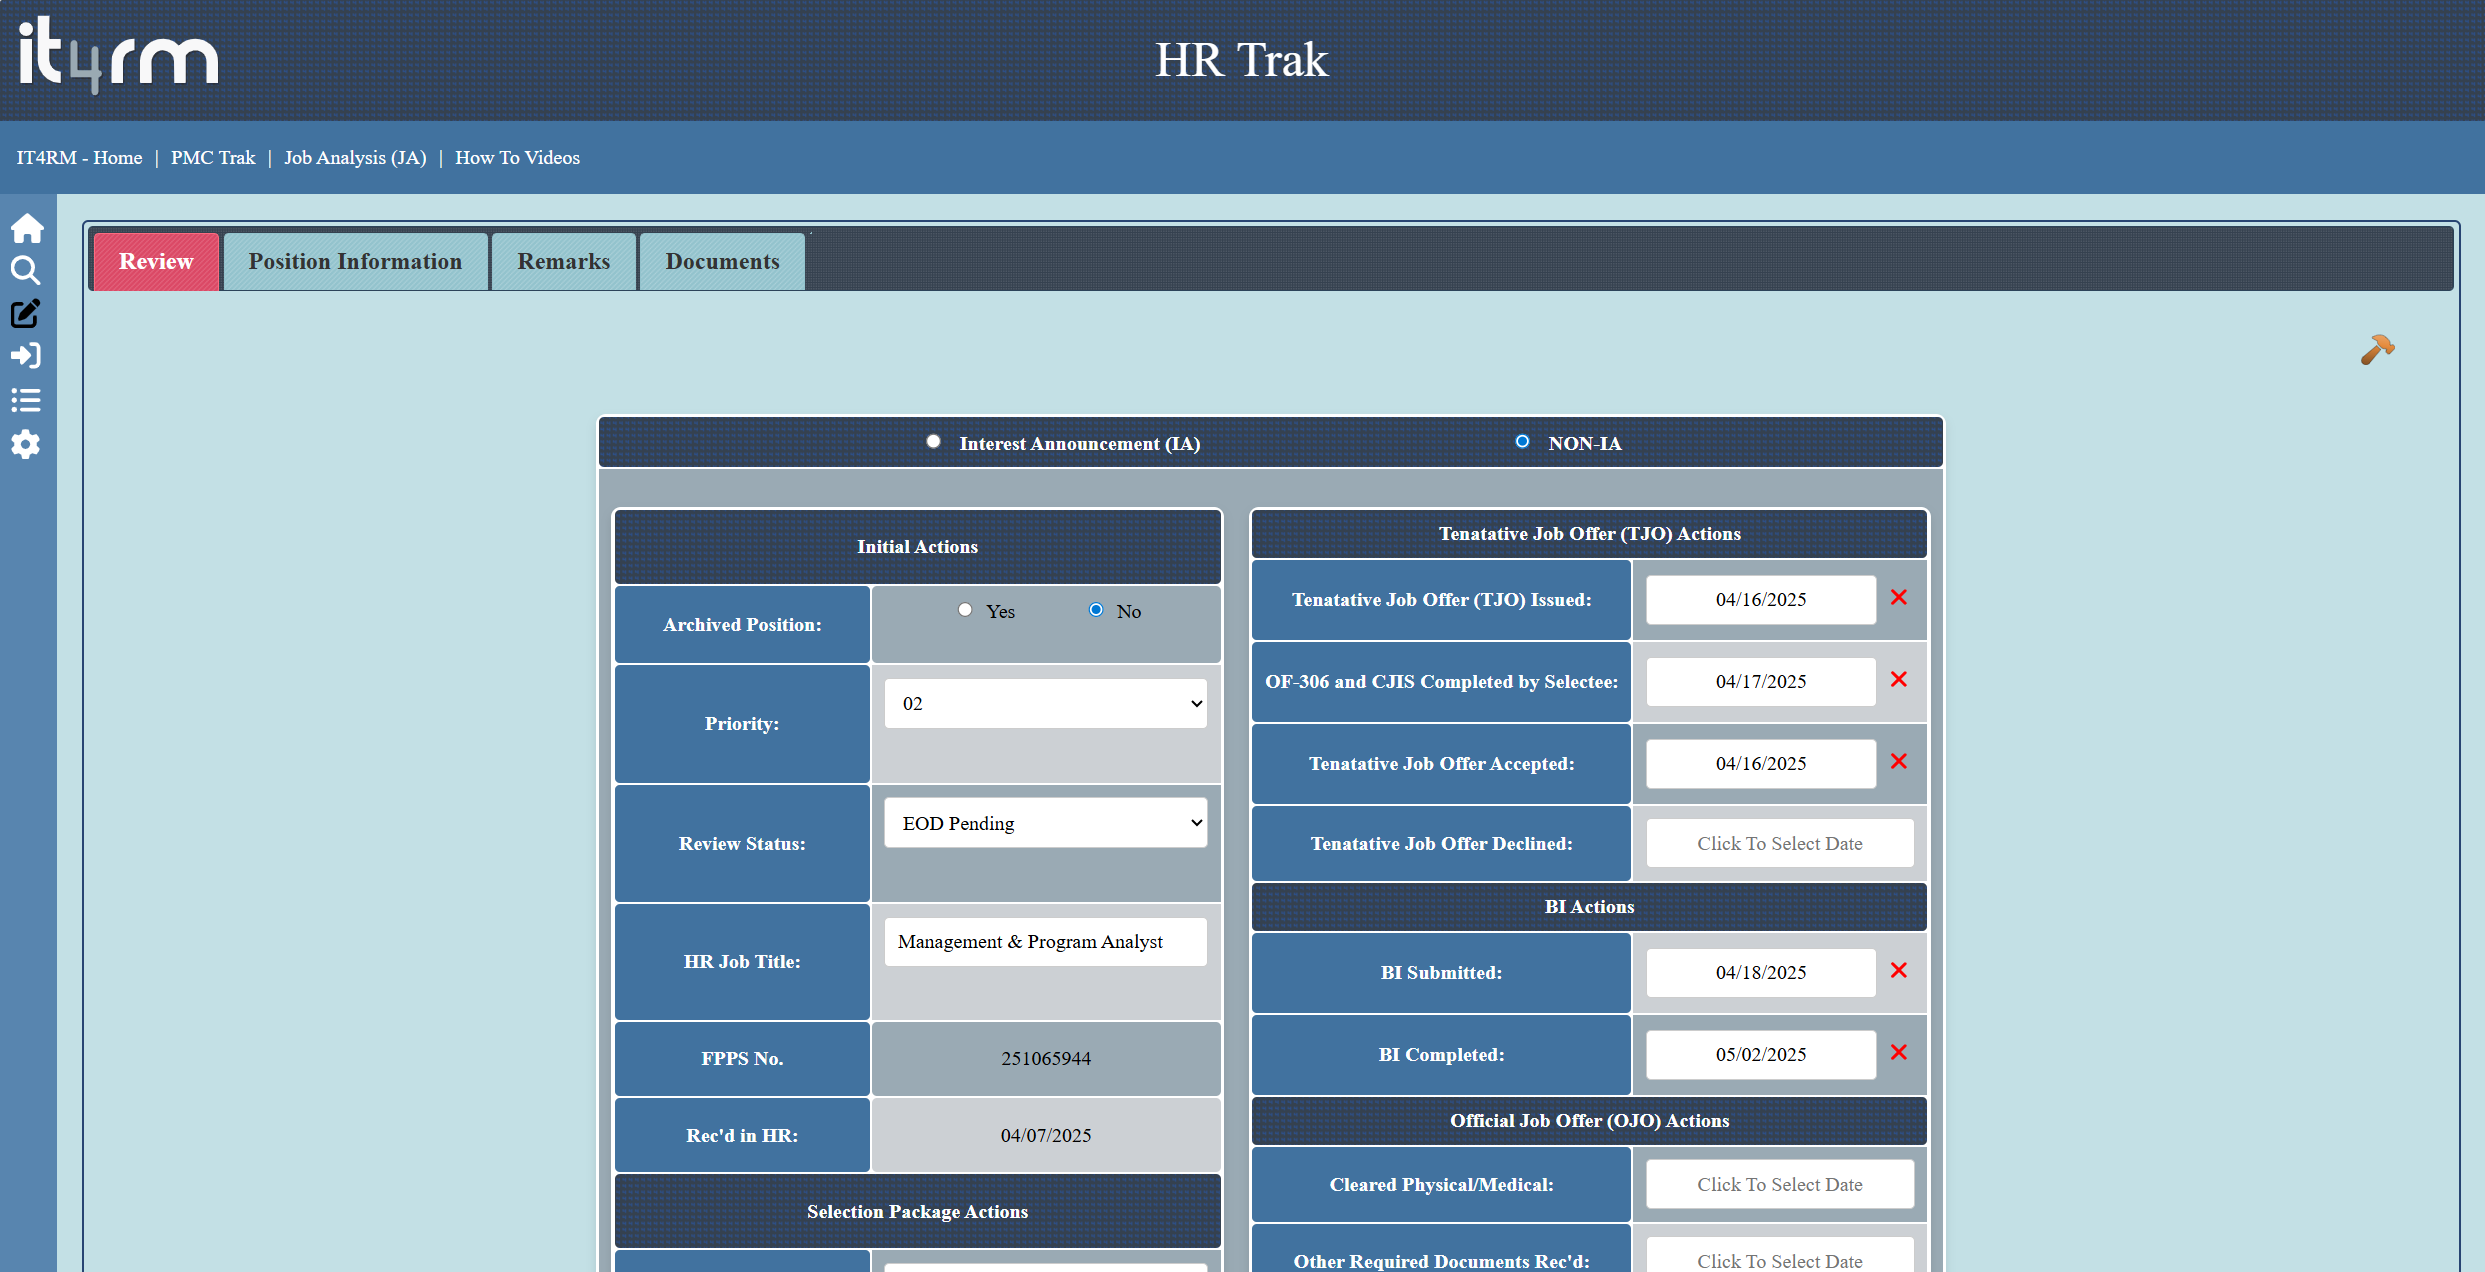 it4rm
HR Trak
IT4RM - Home | PMC Trak | Job Analysis (JA) | How To Videos
Review
Position Information
Remarks
Documents
Interest Announcement (IA)
NON-IA
Initial Actions
Archived Position:
Yes
No
Priority:
02
Review Status:
EOD Pending
HR Job Title:
Management & Program Analyst
FPPS No.
251065944
Rec'd in HR:
04/07/2025
Selection Package Actions
Tenatative Job Offer (TJO) Actions
Tenatative Job Offer (TJO) Issued:
04/16/2025
OF-306 and CJIS Completed by Selectee:
04/17/2025
Tenatative Job Offer Accepted:
04/16/2025
Tenatative Job Offer Declined:
Click To Select Date
BI Actions
BI Submitted:
04/18/2025
BI Completed:
05/02/2025
Official Job Offer (OJO) Actions
Cleared Physical/Medical:
Click To Select Date
Other Required Documents Rec'd:
Click To Select Date